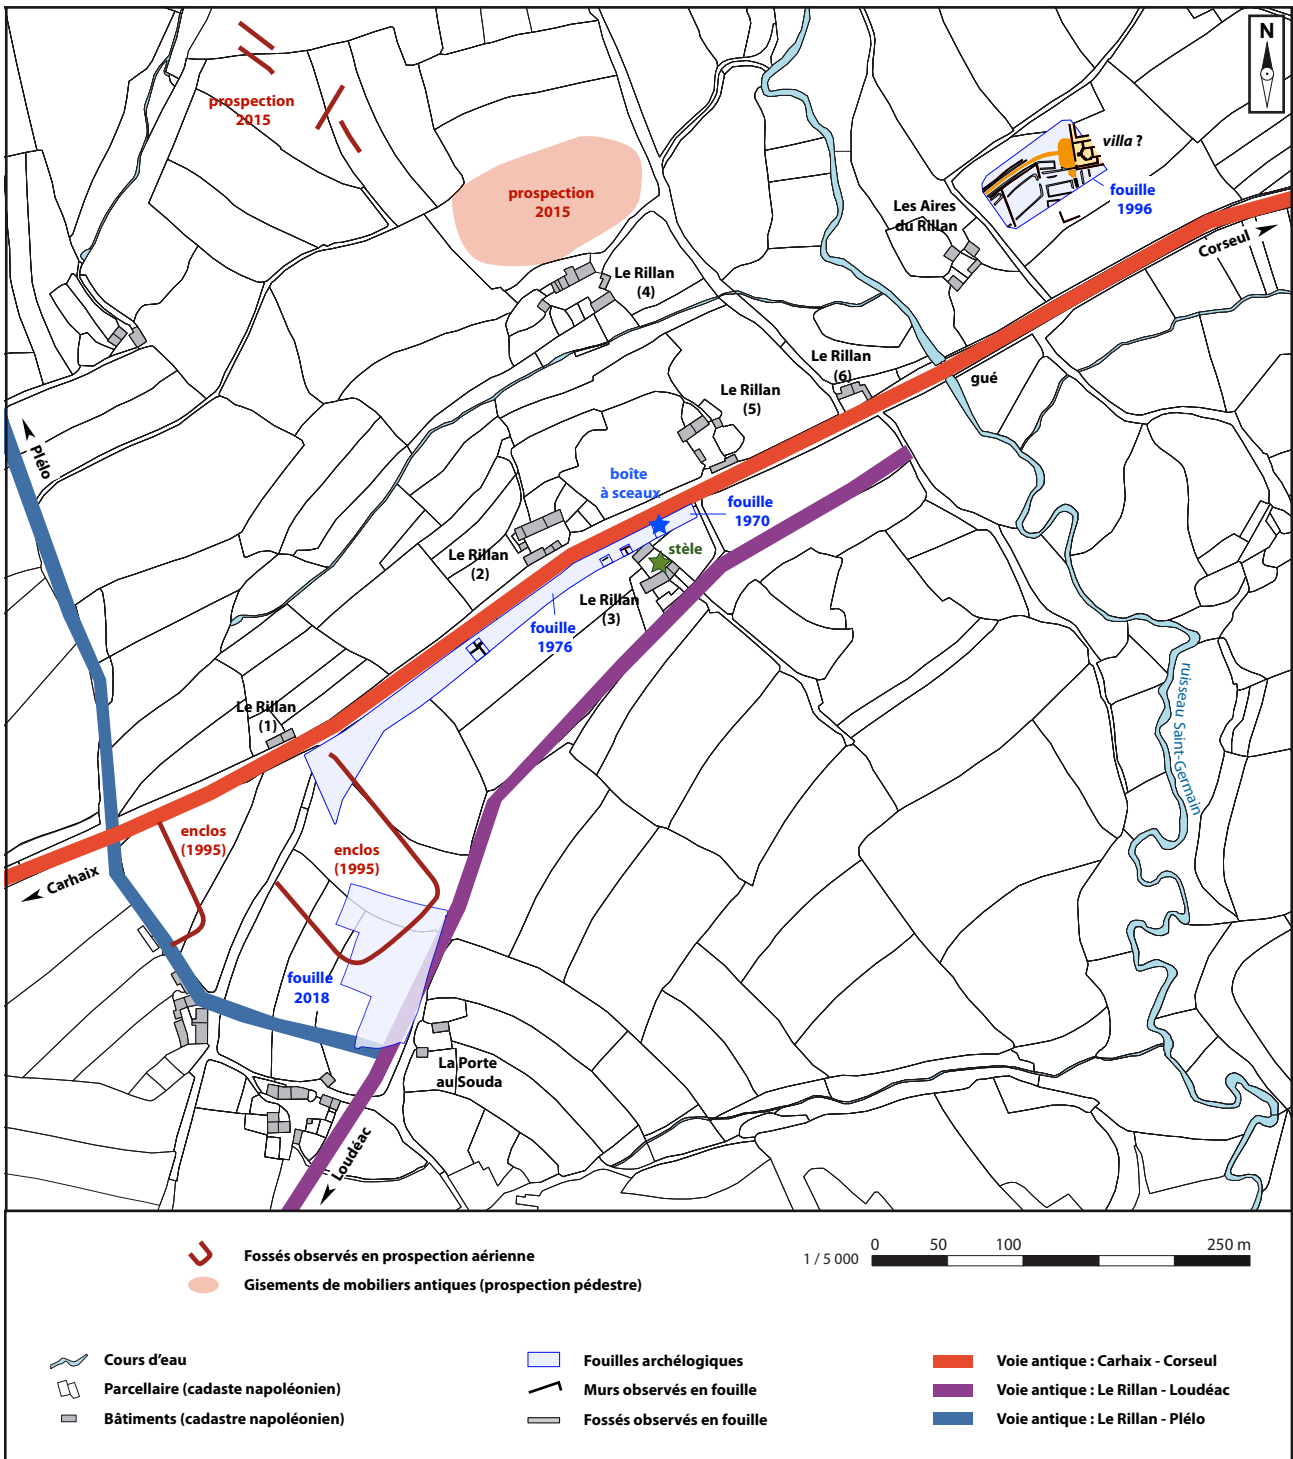 N
prospection
2015
prospection
2015
villa ?
fouille
1996
Les Aires
du Rillan
Corseul
Le Rillan
(4)
Le Rillan
(6)
gué
Le Rillan
(5)
Plélo
boîte
à sceaux
fouille
1970
stèle
Le Rillan
(2)
Le Rillan
(3)
fouille
1976
ruisseau Saint-Germain
Le Rillan
(1)
enclos
(1995)
enclos
(1995)
Carhaix
fouille
2018
La Porte
au Souda
Loudéac
Fossés observés en prospection aérienne
Gisements de mobiliers antiques (prospection pédestre)
1 / 5 000
0 50 100 250 m
Cours d'eau
Parcellaire (cadaste napoléonien)
Bâtiments (cadastre napoléonien)
Fouilles archélogiques
Murs observés en fouille
Fossés observés en fouille
Voie antique : Carhaix - Corseul
Voie antique : Le Rillan - Loudéac
Voie antique : Le Rillan - Plélo